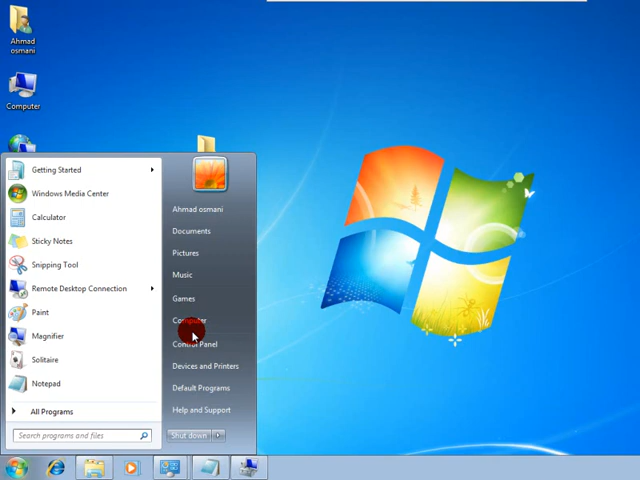 Ahmad
osmani
Computer
Getting Started
Windows Media Center
Calculator
Sticky Notes
Snipping Tool
Remote Desktop Connection
Paint
Magnifier
Solitaire
Notepad
All Programs
Search programs and files
Ahmad osmani
Documents
Pictures
Music
Games
Computer
Control Panel
Devices and Printers
Default Programs
Help and Support
Shut down